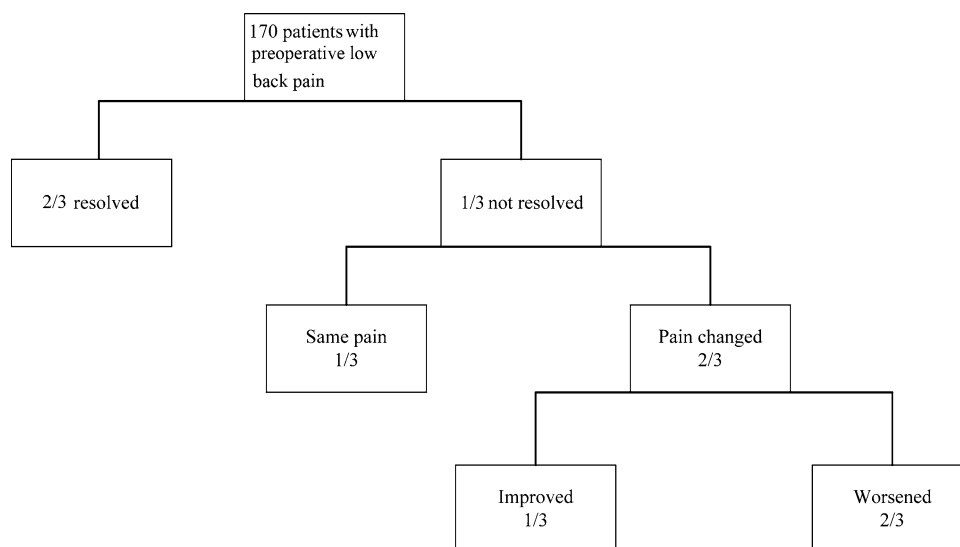 170 patients with
preoperative low
back pain
2/3 resolved
1/3 not resolved
Same pain
1/3
Pain changed
2/3
Improved
1/3
Worsened
2/3